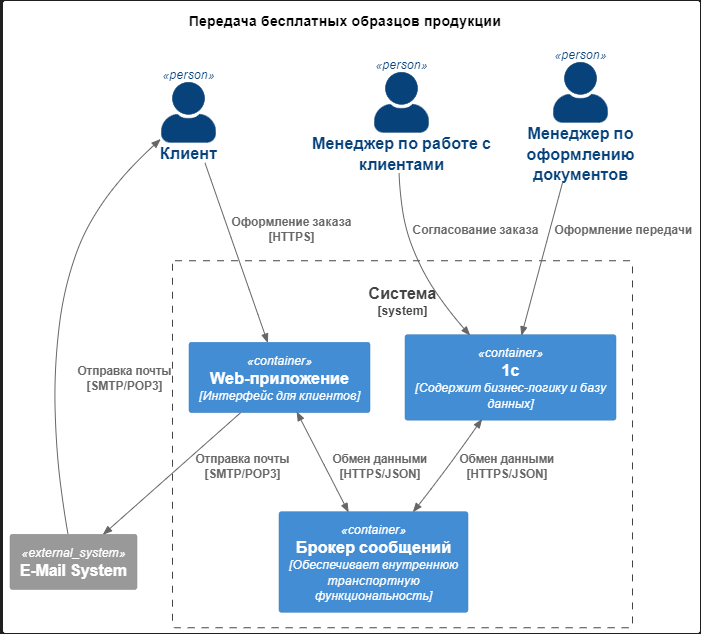 Передача бесплатных образцов продукции
«person»
Клиент
«person»
Менеджер по работе с
клиентами
«person»
Менеджер по
оформлению
документов
Оформление заказа
[HTTPS]
Согласование заказа
Оформление передачи
Система
[system]
«container»
Web-приложение
[Интерфейс для клиентов]
«container»
1с
[Содержит бизнес-логику и базу
данных]
Отправка почты
[SMTP/POP3]
Отправка почты
[SMTP/POP3]
Обмен данными
[HTTPS/JSON]
Обмен данными
[HTTPS/JSON]
«container»
Брокер сообщений
[Обеспечивает внутреннюю
транспортную
функциональность]
«external_system»
E-Mail System